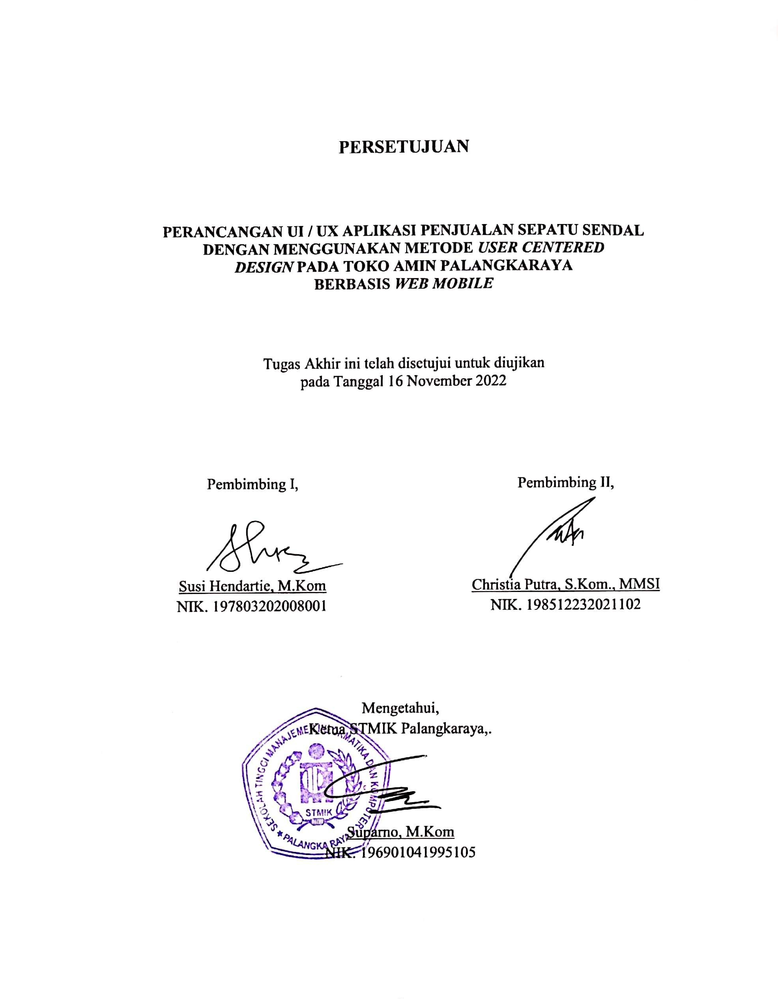 PERSETUJUAN
PERANCANGAN UI / UX APLIKASI PENJUALAN SEPATU SENDAL
DENGAN MENGGUNAKAN METODE USER CENTERED
DESIGN PADA TOKO AMIN PALANGKARAYA
BERBASIS WEB MOBILE
Tugas Akhir ini telah disetujui untuk diujikan
pada Tanggal 16 November 2022
Pembimbing I,
Susi Hendartie, M.Kom
NIK. 197803202008001
Pembimbing II,
Christia Putra, S.Kom., MMSI
NIK. 198512232021102
Mengetahui,
Ketua STMIK Palangkaraya,.
SEKOLAH TINGGI MANAJEMEN INFORMATIKA DAN KOMPUTER
STMIK
PALANGKA RAYA
Suparno, M.Kom
NIK. 196901041995105